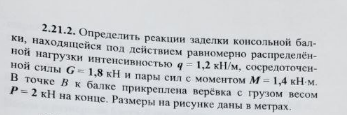 2.21.2. Определить реакции заделки консольной бал-
ки, находящейся под действием равномерно распределён-
ной нагрузки интенсивностью q = 1,2 кН/м, сосредоточен-
ной силы G = 1,8 кН и пары сил с моментом M = 1,4 кН·м.
В точке B к балке прикреплена верёвка с грузом весом
P = 2 кН на конце. Размеры на рисунке даны в метрах.